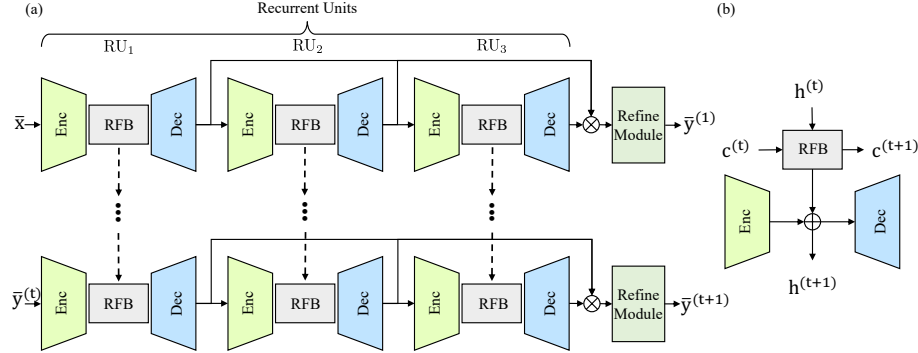 (a)
Recurrent Units
(b)
RU₁
RU₂
RU₃
x̄
Enc
RFB
Dec
Enc
RFB
Dec
Enc
RFB
Dec
Refine
Module
ȳ⁽¹⁾
ȳ⁽ᵗ⁾
Enc
RFB
Dec
Enc
RFB
Dec
Enc
RFB
Dec
Refine
Module
ȳ⁽ᵗ⁺¹⁾
h⁽ᵗ⁾
c⁽ᵗ⁾
RFB
c⁽ᵗ⁺¹⁾
Enc
Dec
h⁽ᵗ⁺¹⁾